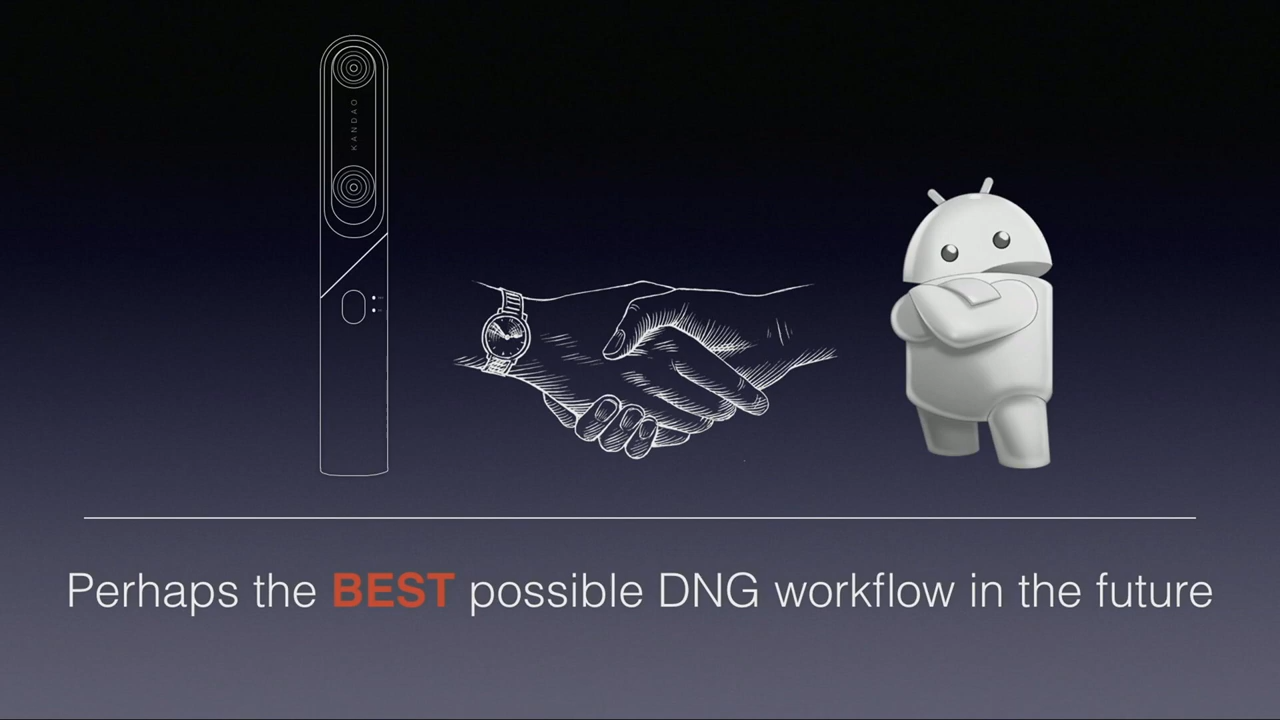 KANDAO
Perhaps the BEST possible DNG workflow in the future